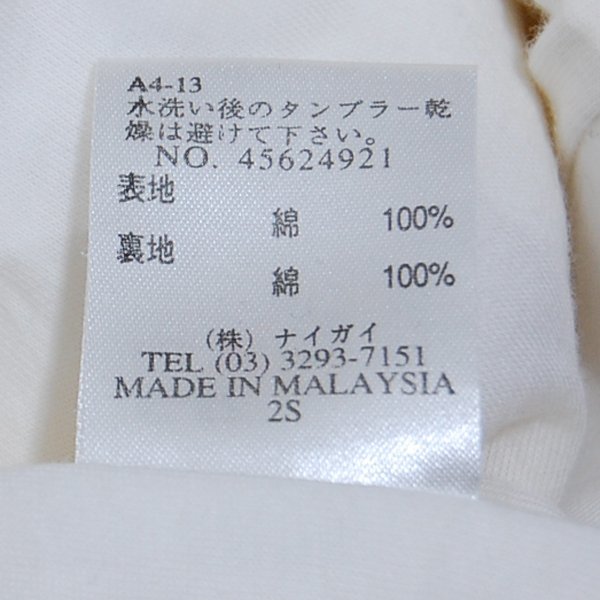 A4-13
水洗い後のタンブラー乾
燥は避けて下さい。
NO. 45624921
表地
綿 100%
裏地
綿 100%
(株) ナイガイ
TEL (03) 3293-7151
MADE IN MALAYSIA
2S